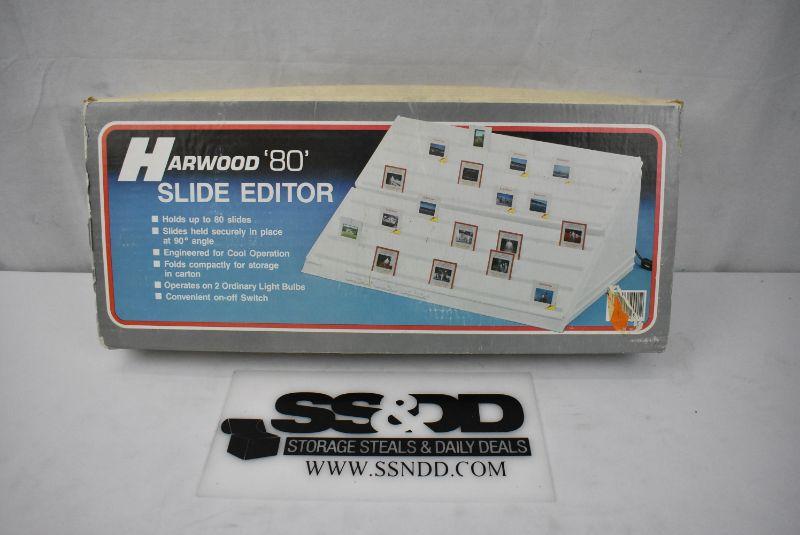 HARWOOD '80'
SLIDE EDITOR
■ Holds up to 80 slides
■ Slides held securely in place
at 90° angle
■ Engineered for Cool Operation
■ Folds compactly for storage
in carton
■ Operates on 2 Ordinary Light Bulbs
■ Convenient on-off Switch
SS&DD
STORAGE STEALS & DAILY DEALS
WWW.SSNDD.COM